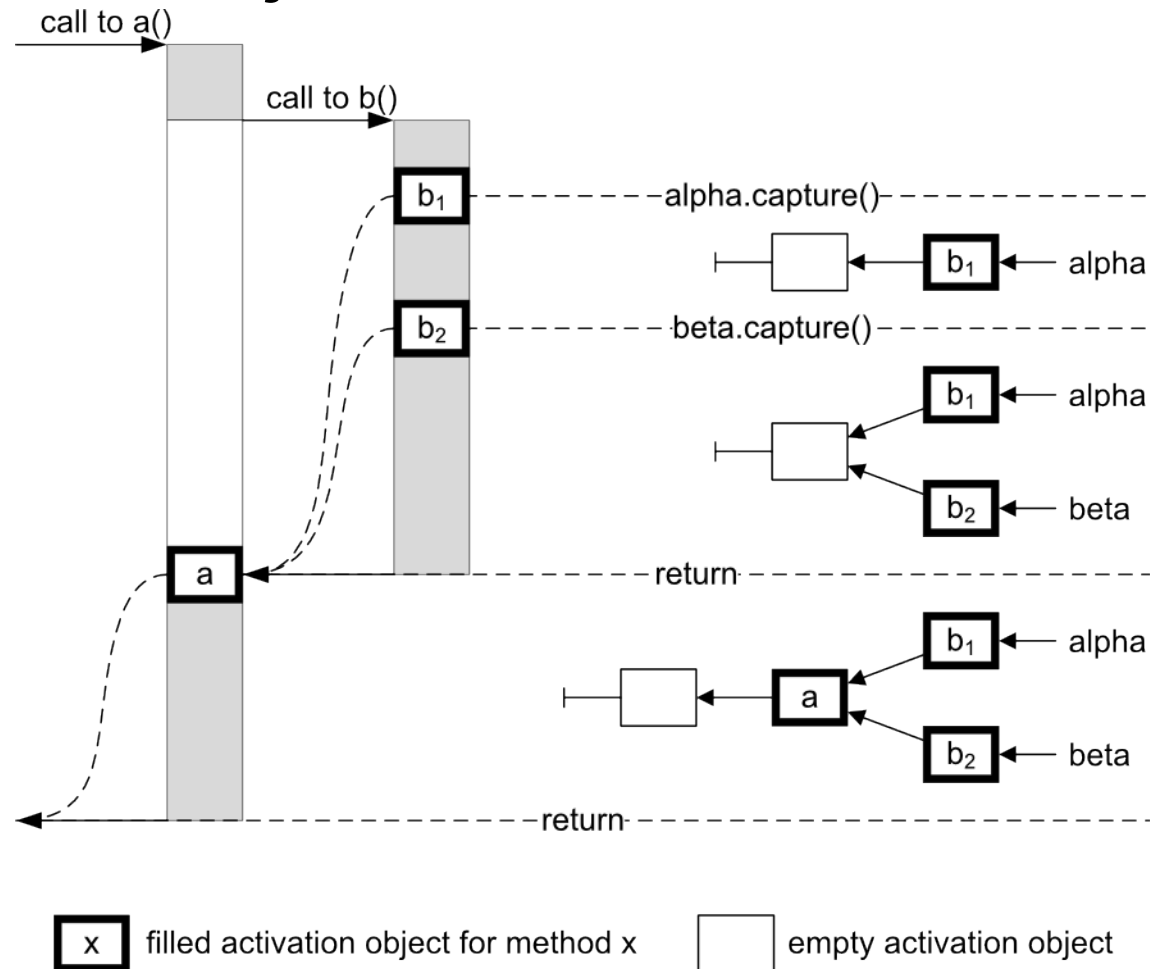 call to a()
call to b()
b₁
alpha.capture()
b₁ alpha
b₂
beta.capture()
b₁ alpha
b₂ beta
a
return
b₁ alpha
a
b₂ beta
return
x filled activation object for method x
empty activation object